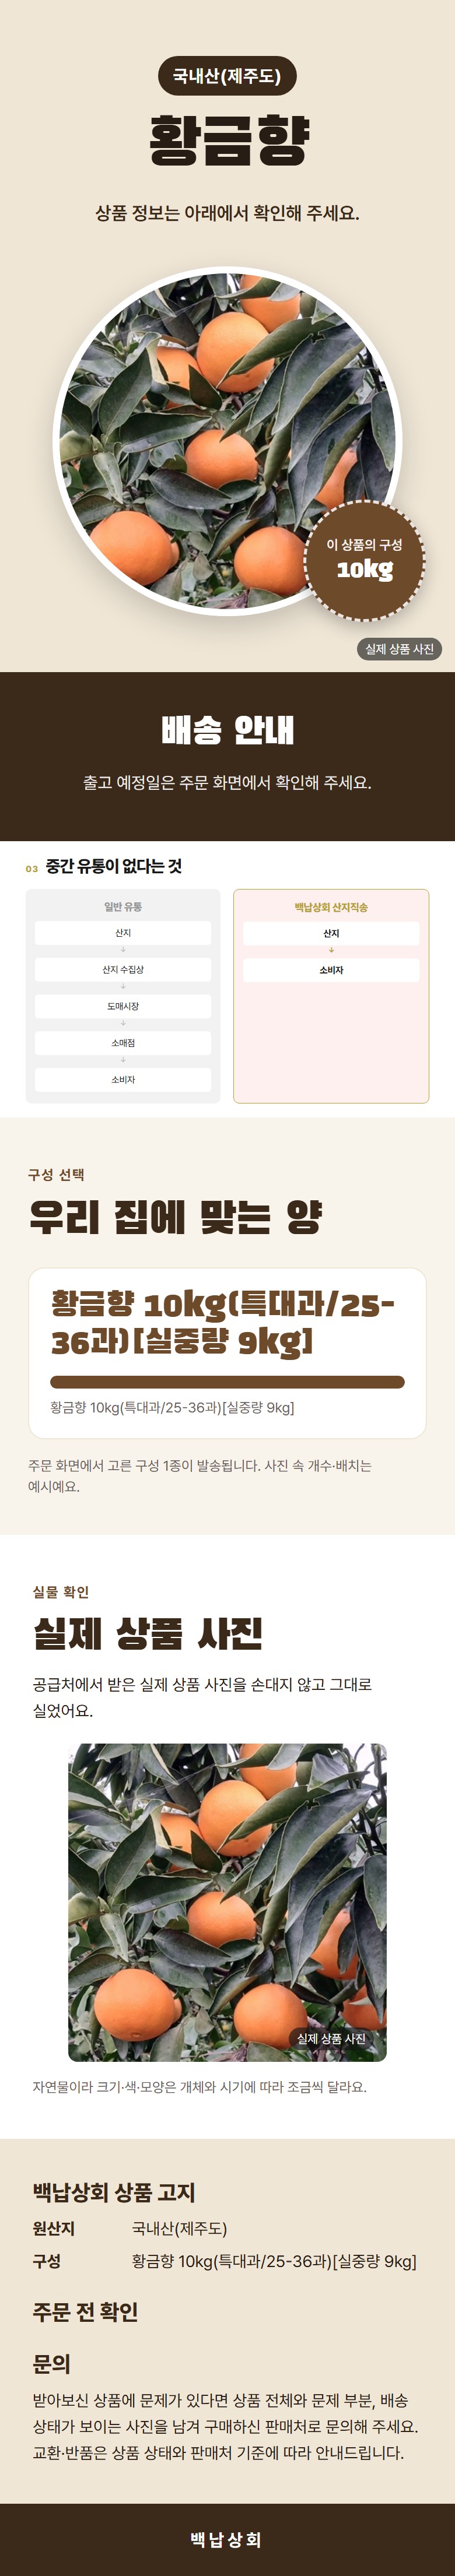 국내산(제주도)
황금향
상품 정보는 아래에서 확인해 주세요.
이 상품의 구성
10kg
실제 상품 사진
배송 안내
출고 예정일은 주문 화면에서 확인해 주세요.
03 중간 유통이 없다는 것
일반 유통
산지
↓
산지 수집상
↓
도매시장
↓
소매점
↓
소비자
백납상회 산지직송
산지
↓
소비자
구성 선택
우리 집에 맞는 양
황금향 10kg(특대과/25-
36과)[실중량 9kg]
황금향 10kg(특대과/25-36과)[실중량 9kg]
주문 화면에서 고른 구성 1종이 발송됩니다. 사진 속 개수·배치는
예시예요.
실물 확인
실제 상품 사진
공급처에서 받은 실제 상품 사진을 손대지 않고 그대로
실었어요.
실제 상품 사진
자연물이라 크기·색·모양은 개체와 시기에 따라 조금씩 달라요.
백납상회 상품 고지
원산지 국내산(제주도)
구성 황금향 10kg(특대과/25-36과)[실중량 9kg]
주문 전 확인
문의
받아보신 상품에 문제가 있다면 상품 전체와 문제 부분, 배송
상태가 보이는 사진을 남겨 구매하신 판매처로 문의해 주세요.
교환·반품은 상품 상태와 판매처 기준에 따라 안내드립니다.
백납상회